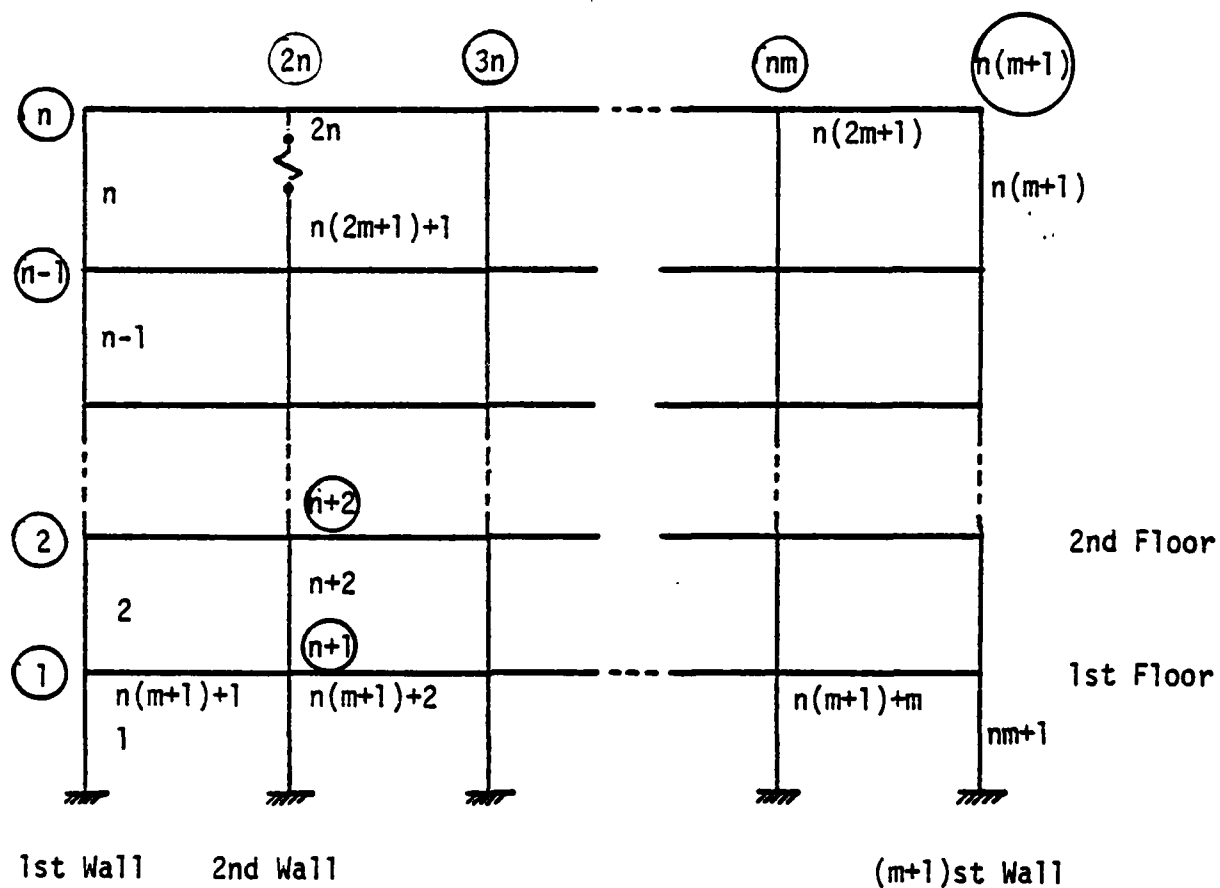 2n 3n nm n(m+1)
n 2n n(2m+1)
n n(m+1)
n(2m+1)+1
n-1
n-1
n+2
2 2nd Floor
n+2
2
n+1
1 1st Floor
n(m+1)+1 n(m+1)+2 n(m+1)+m
1 nm+1
1st Wall 2nd Wall (m+1)st Wall